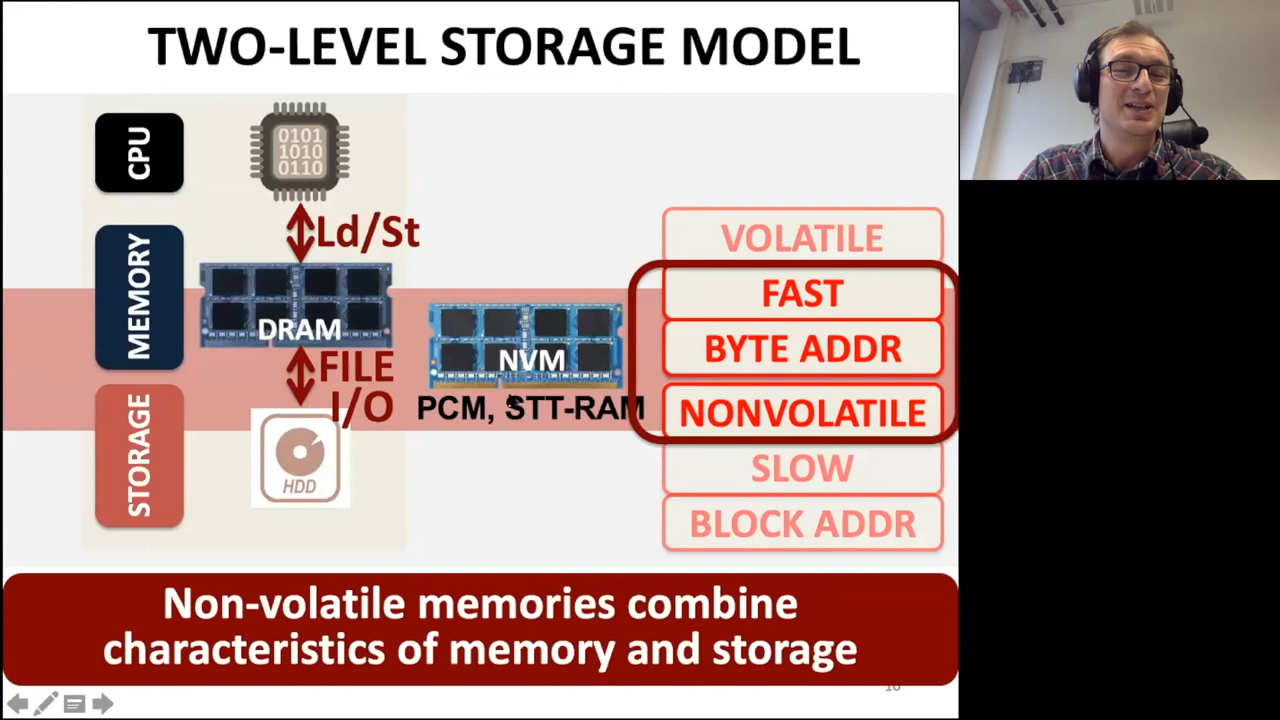 TWO-LEVEL STORAGE MODEL
CPU
0101
1010
0110
Ld/St
MEMORY
DRAM
FILE
I/O
STORAGE
HDD
NVM
PCM, STT-RAM
VOLATILE
FAST
BYTE ADDR
NONVOLATILE
SLOW
BLOCK ADDR
Non-volatile memories combine
characteristics of memory and storage